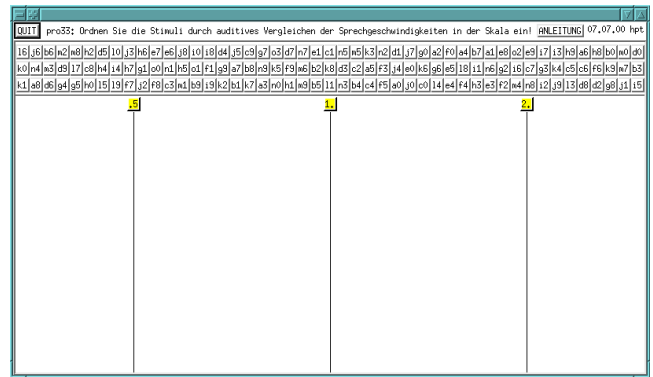 QUIT pro33: Ordnen Sie die Stimuli durch auditives Vergleichen der Sprechgeschwindigkeiten in der Skala ein! ANLEITUNG 07.07.00 hpt
l6 j6 b6 m2 m8 h2 d5 l0 j3 h6 e7 e6 j8 i0 i8 d4 j5 c9 g7 o3 d7 n7 e1 c1 n5 m5 k3 n2 d1 j7 g0 a2 f0 a4 b7 a1 e8 o2 e9 i7 i3 h9 a6 h8 b0 m0 d0
k0 n4 m3 d9 l7 c8 h4 i4 h7 g1 o0 n1 h5 o1 f1 g9 a7 b8 n9 k5 f9 m6 b2 k8 d3 c2 a5 f3 j4 e0 k6 g6 e5 l8 i1 n6 g2 i6 c7 g3 k4 c5 c6 f6 k9 m7 b3
k1 a8 d6 g4 g5 h0 l5 l9 f7 j2 f8 c3 m1 b9 i9 k2 b1 k7 a3 n0 h1 m9 b5 l1 n3 b4 c4 f5 a0 j0 c0 l4 e4 f4 h3 e3 f2 m4 n8 i2 j9 l3 d8 d2 g8 j1 i5
.5 1. 2.